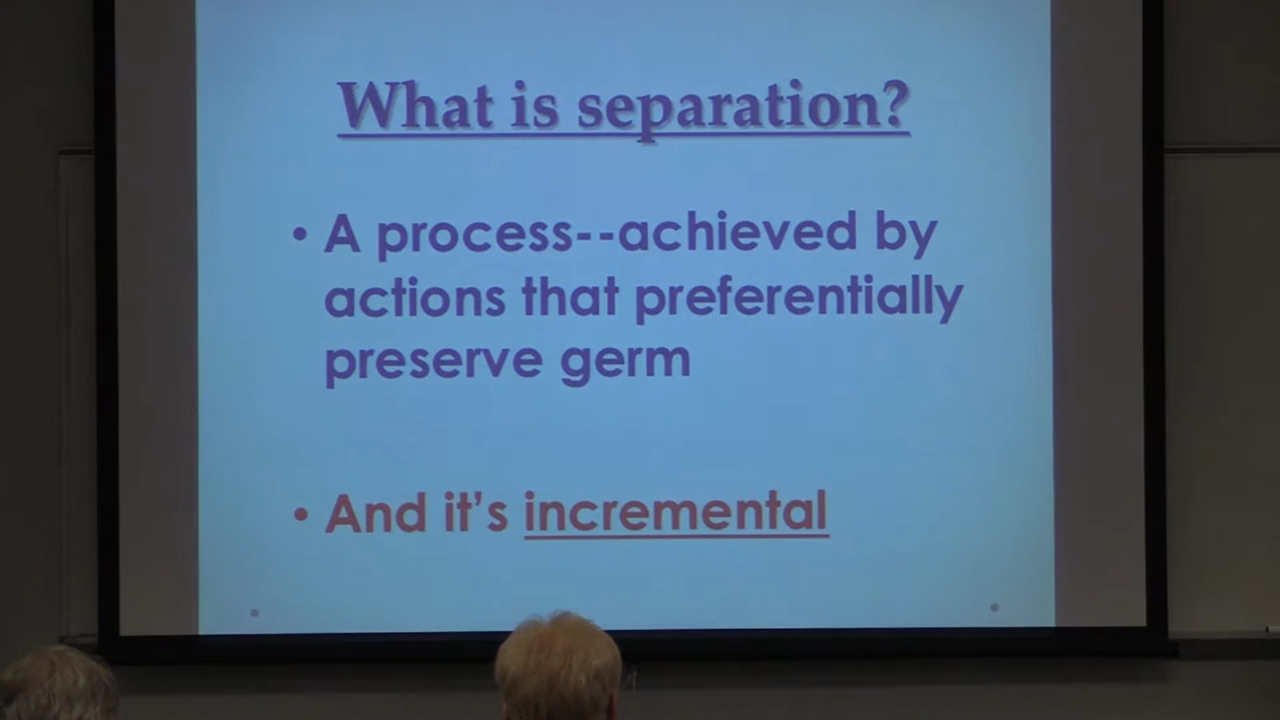 What is separation?
• A process--achieved by
actions that preferentially
preserve germ
• And it's incremental